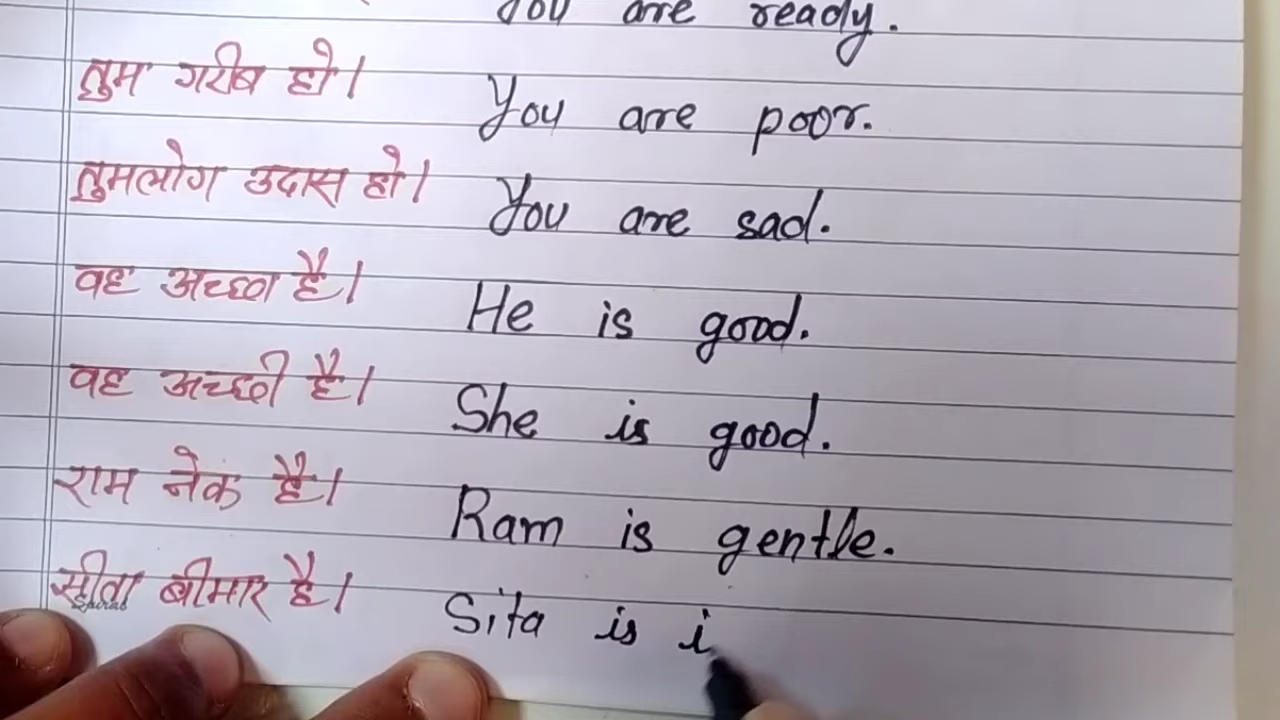 You are ready.
तुम गरीब हो। You are poor.
तुमलोग उदास हो। You are sad.
वह अच्छा है। He is good.
वह अच्छी है। She is good.
राम नेक है। Ram is gentle.
सीता बीमार है। Sita is i